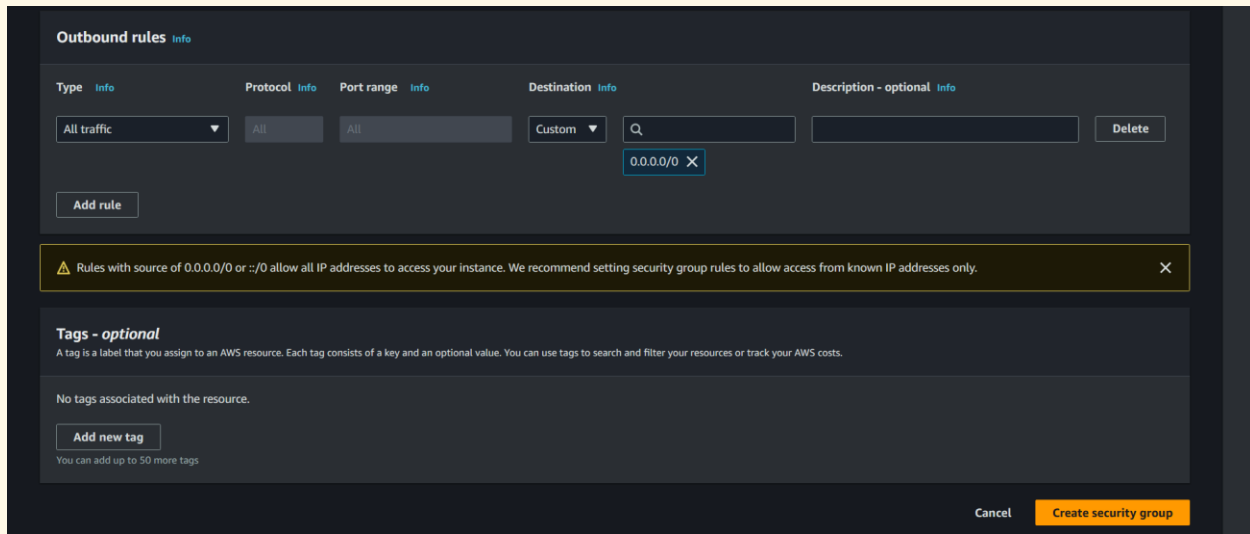 Outbound rules Info
Type Info Protocol Info Port range Info Destination Info Description - optional Info
All traffic All All Custom Delete
0.0.0.0/0
Add rule
Rules with source of 0.0.0.0/0 or ::/0 allow all IP addresses to access your instance. We recommend setting security group rules to allow access from known IP addresses only.
Tags - optional
A tag is a label that you assign to an AWS resource. Each tag consists of a key and an optional value. You can use tags to search and filter your resources or track your AWS costs.
No tags associated with the resource.
Add new tag
You can add up to 50 more tags
Cancel Create security group